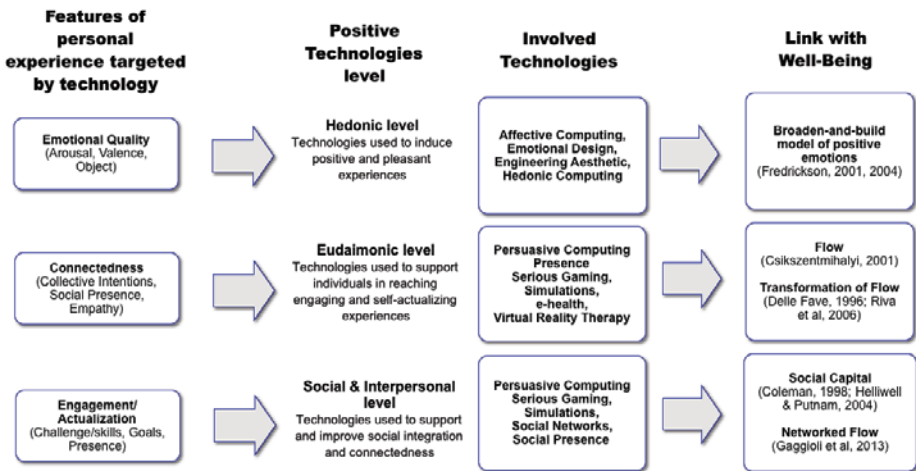 Features of
personal
experience targeted
by technology
Positive
Technologies
level
Involved
Technologies
Link with
Well-Being
Emotional Quality
(Arousal, Valence,
Object)
Hedonic level
Technologies used to induce
positive and pleasant
experiences
Affective Computing,
Emotional Design,
Engineering Aesthetic,
Hedonic Computing
Broaden-and-build
model of positive
emotions
(Fredrickson, 2001, 2004)
Connectedness
(Collective Intentions,
Social Presence,
Empathy)
Eudaimonic level
Technologies used to support
individuals in reaching
engaging and self-actualizing
experiences
Persuasive Computing
Presence
Serious Gaming,
Simulations,
e-health,
Virtual Reality Therapy
Flow
(Csikszentmihalyi, 2001)
Transformation of Flow
(Delle Fave, 1996; Riva
et al, 2006)
Engagement/
Actualization
(Challenge/skills, Goals,
Presence)
Social & Interpersonal
level
Technologies used to support
and improve social integration
and connectedness
Persuasive Computing
Serious Gaming,
Simulations,
Social Networks,
Social Presence
Social Capital
(Coleman, 1998; Helliwell
& Putnam, 2004)
Networked Flow
(Gaggioli et al, 2013)